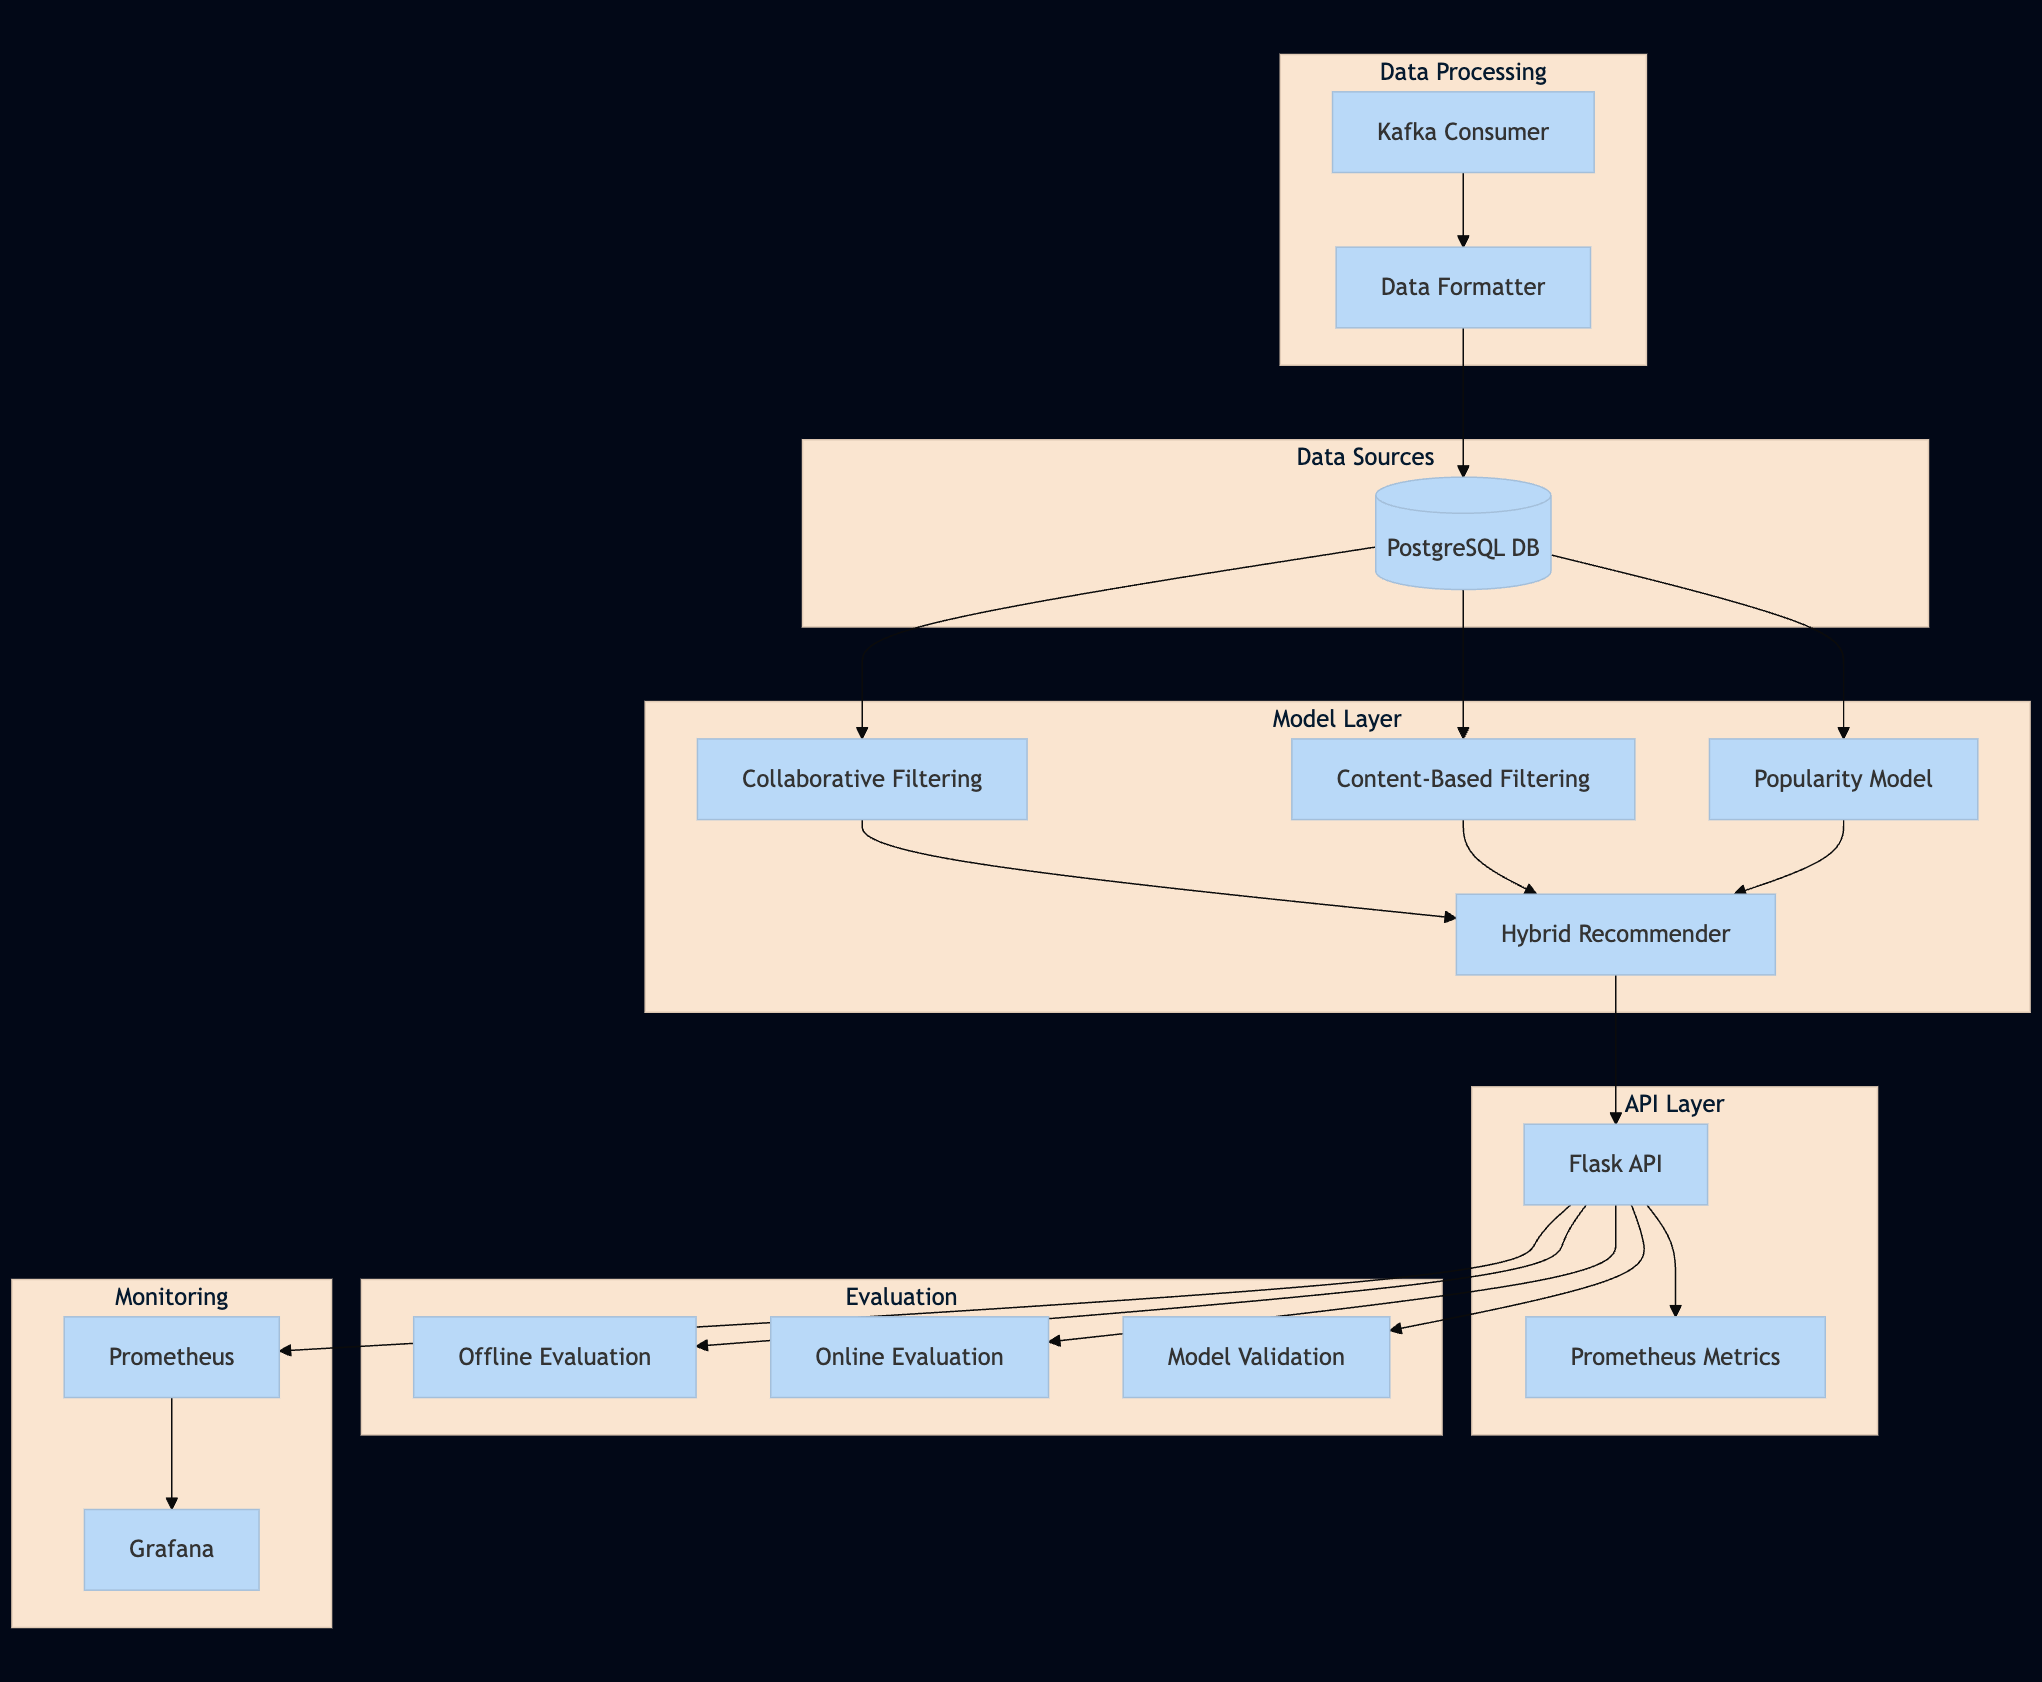 Data Processing
Kafka Consumer
Data Formatter
Data Sources
PostgreSQL DB
Model Layer
Collaborative Filtering
Content-Based Filtering
Popularity Model
Hybrid Recommender
API Layer
Flask API
Monitoring
Evaluation
Prometheus
Offline Evaluation
Online Evaluation
Model Validation
Prometheus Metrics
Grafana